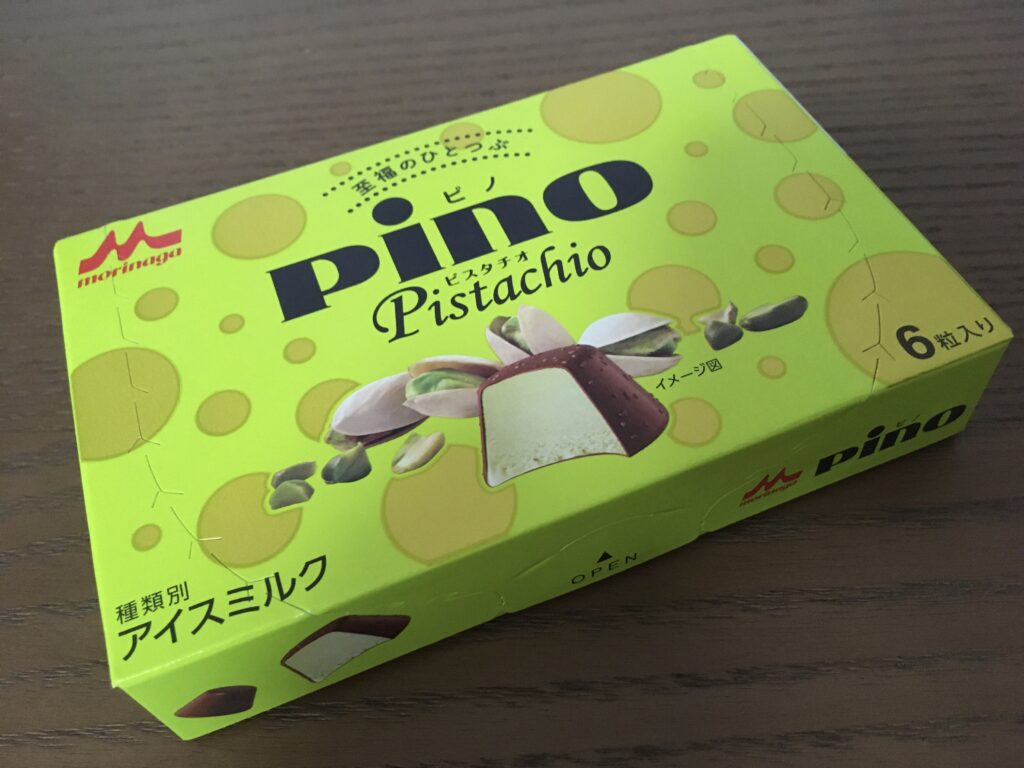 至福のひとつぶ
ピノ
pino
ピスタチオ
Pistachio
morinaga
イメージ図
6粒入り
種類別
アイスミルク
OPEN
morinaga
ピノ
pino